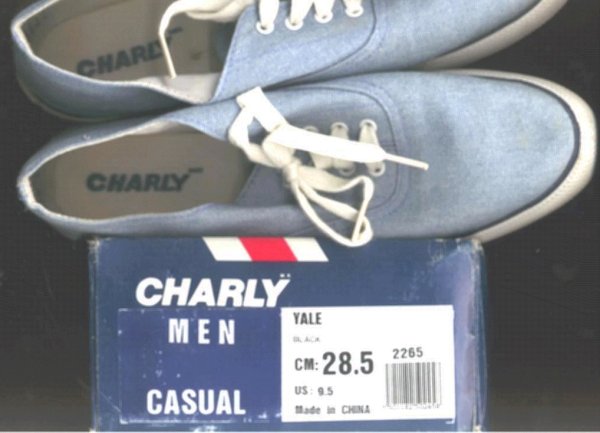 CHARLY
CHARLY
CHARLY
MEN
CASUAL
YALE
BLACK
CM: 28.5
2265
US: 9.5
Made in CHINA